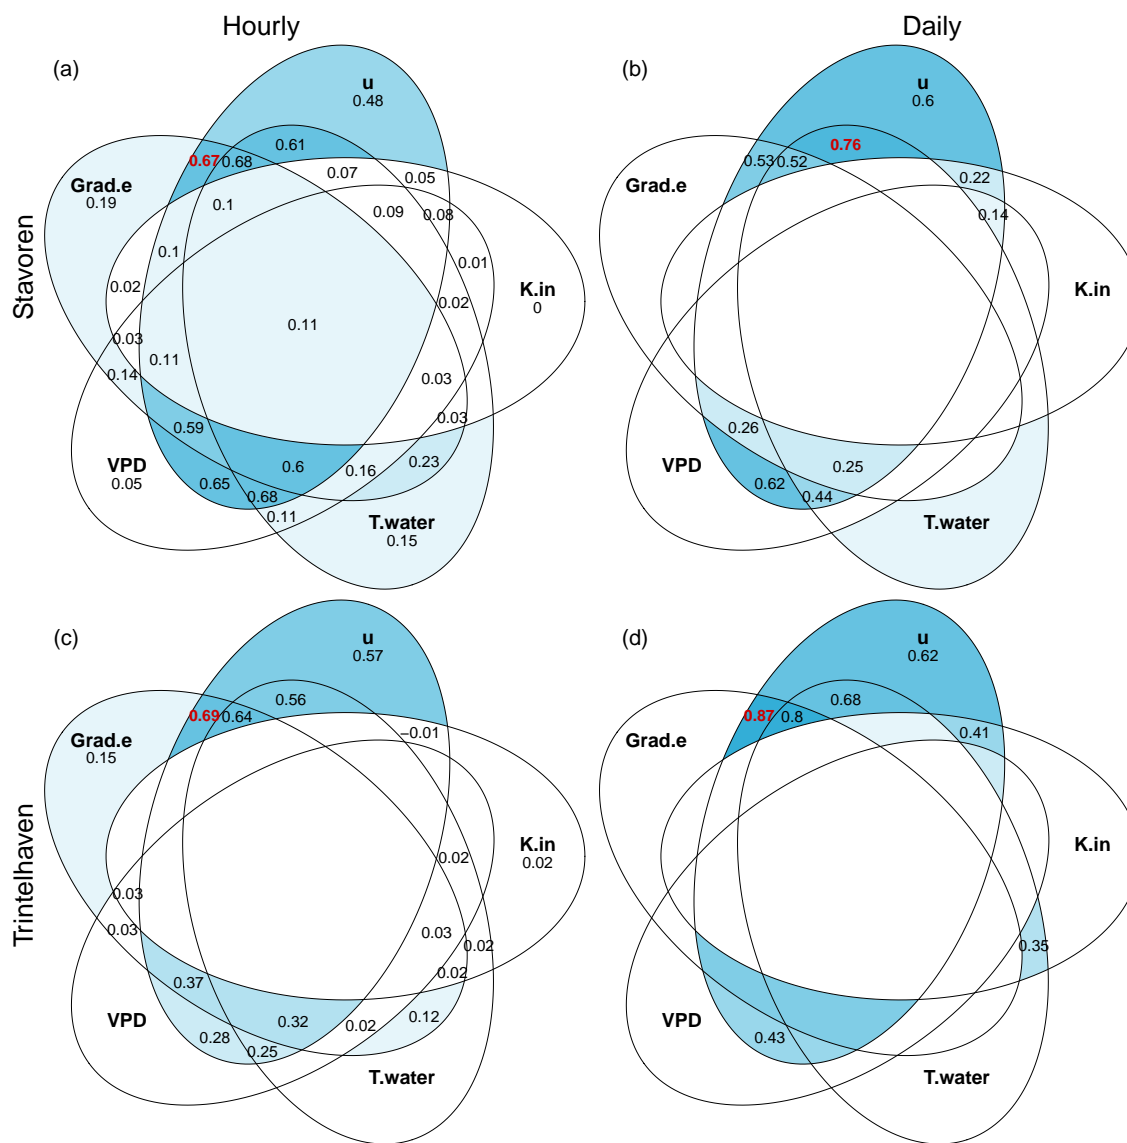 Hourly
Daily
Stavoren
Trintelhaven
(a)
u
0.48
0.67
0.68
0.61
0.07
0.05
Grad.e
0.19
0.1
0.09
0.08
0.1
0.01
0.02
K.in
0
0.02
0.11
0.03
0.11
0.14
0.03
0.03
0.59
VPD
0.05
0.6
0.16
0.23
0.65
0.68
0.11
T.water
0.15
(b)
u
0.6
0.76
0.53
0.52
Grad.e
0.22
0.14
K.in
0.26
VPD
0.25
0.62
0.44
T.water
(c)
u
0.57
0.56
0.69
0.64
−0.01
Grad.e
0.15
K.in
0.02
0.02
0.03
0.03
0.03
0.02
0.02
0.37
VPD
0.32
0.02
0.12
0.28
0.25
T.water
(d)
u
0.62
0.68
0.87
0.8
0.41
Grad.e
K.in
0.35
VPD
0.43
T.water